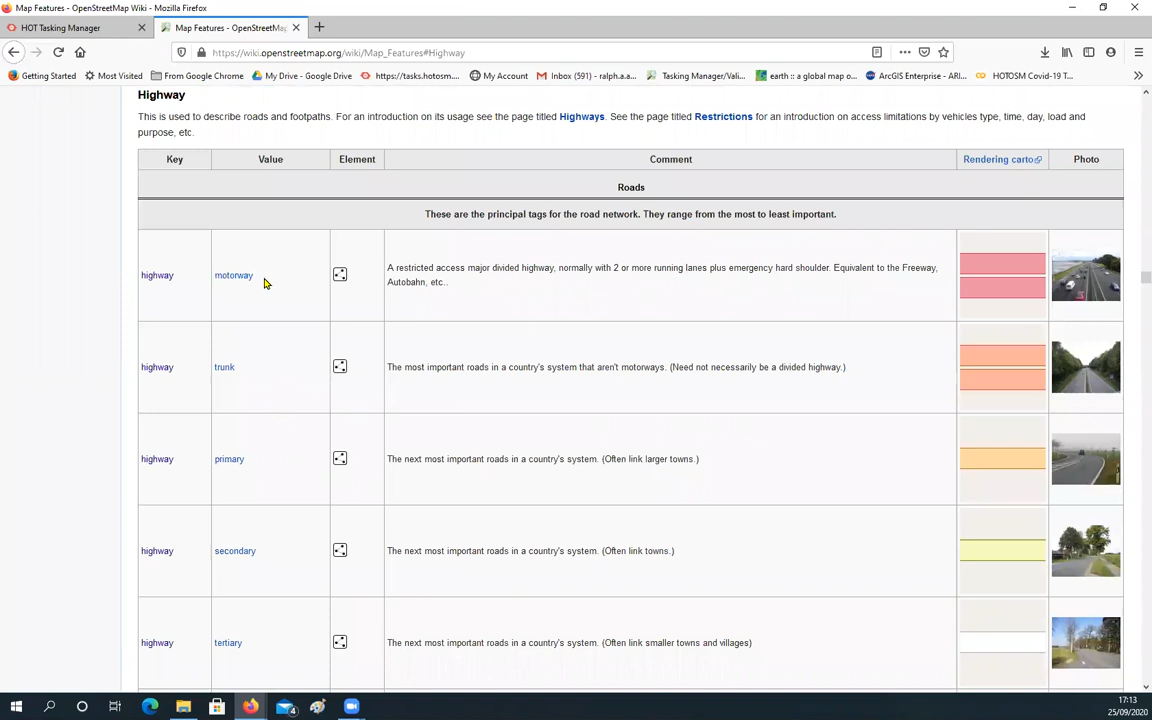 Map Features - OpenStreetMap Wiki - Mozilla Firefox
HOT Tasking Manager
Map Features - OpenStreetMap
https://wiki.openstreetmap.org/wiki/Map_Features#Highway
Getting Started
Most Visited
From Google Chrome
My Drive - Google Drive
https://tasks.hotosm....
My Account
Inbox (591) - ralph.a.a...
Tasking Manager/Vali...
earth :: a global map o...
ArcGIS Enterprise - ARI...
HOTOSM Covid-19 T...
Highway
This is used to describe roads and footpaths. For an introduction on its usage see the page titled Highways. See the page titled Restrictions for an introduction on access limitations by vehicles type, time, day, load and
purpose, etc.
Key Value Element Comment Rendering carto Photo
Roads
These are the principal tags for the road network. They range from the most to least important.
highway motorway A restricted access major divided highway, normally with 2 or more running lanes plus emergency hard shoulder. Equivalent to the Freeway,
Autobahn, etc..
highway trunk The most important roads in a country's system that aren't motorways. (Need not necessarily be a divided highway.)
highway primary The next most important roads in a country's system. (Often link larger towns.)
highway secondary The next most important roads in a country's system. (Often link towns.)
highway tertiary The next most important roads in a country's system. (Often link smaller towns and villages)
4
17:13
25/09/2020